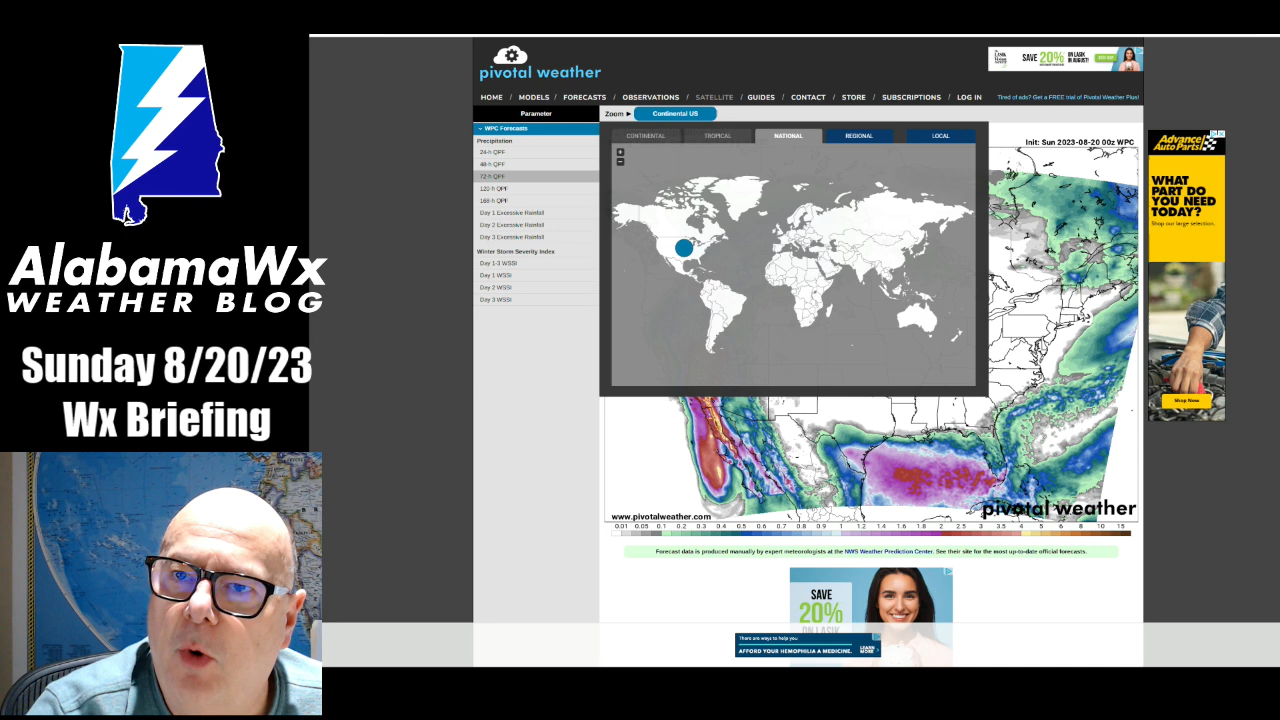 AlabamaWx
WEATHER BLOG
Sunday 8/20/23
Wx Briefing
pivotal weather
SAVE 20% ON LASIK IN AUGUST!
HOME / MODELS / FORECASTS / OBSERVATIONS / SATELLITE / GUIDES / CONTACT / STORE / SUBSCRIPTIONS / LOG IN
Tired of ads? Get a FREE trial of Pivotal Weather Plus!
Parameter
Zoom ► Continental US
WPC Forecasts
Precipitation
24-h QPF
48-h QPF
72-h QPF
120-h QPF
168-h QPF
Day 1 Excessive Rainfall
Day 2 Excessive Rainfall
Day 3 Excessive Rainfall
Winter Storm Severity Index
Day 1-3 WSSI
Day 1 WSSI
Day 2 WSSI
Day 3 WSSI
CONTINENTAL TROPICAL NATIONAL REGIONAL LOCAL
+
−
Init: Sun 2023-08-20 00z WPC
www.pivotalweather.com
pivotal weather
0.01 0.05 0.1 0.2 0.3 0.4 0.5 0.6 0.7 0.8 0.9 1 1.2 1.4 1.6 1.8 2 2.5 3 3.5 4 5 6 7 8 9 10 15
Forecast data is produced manually by expert meteorologists at the NWS Weather Prediction Center. See their site for the most up-to-date official forecasts.
Advance
Auto Parts
WHAT
PART DO
YOU NEED
TODAY?
Shop our large selection.
Shop Now
SAVE
20%
ON LASIK
There are ways to help you
AFFORD YOUR HEMOPHILIA A MEDICINE.
LEARN
MORE